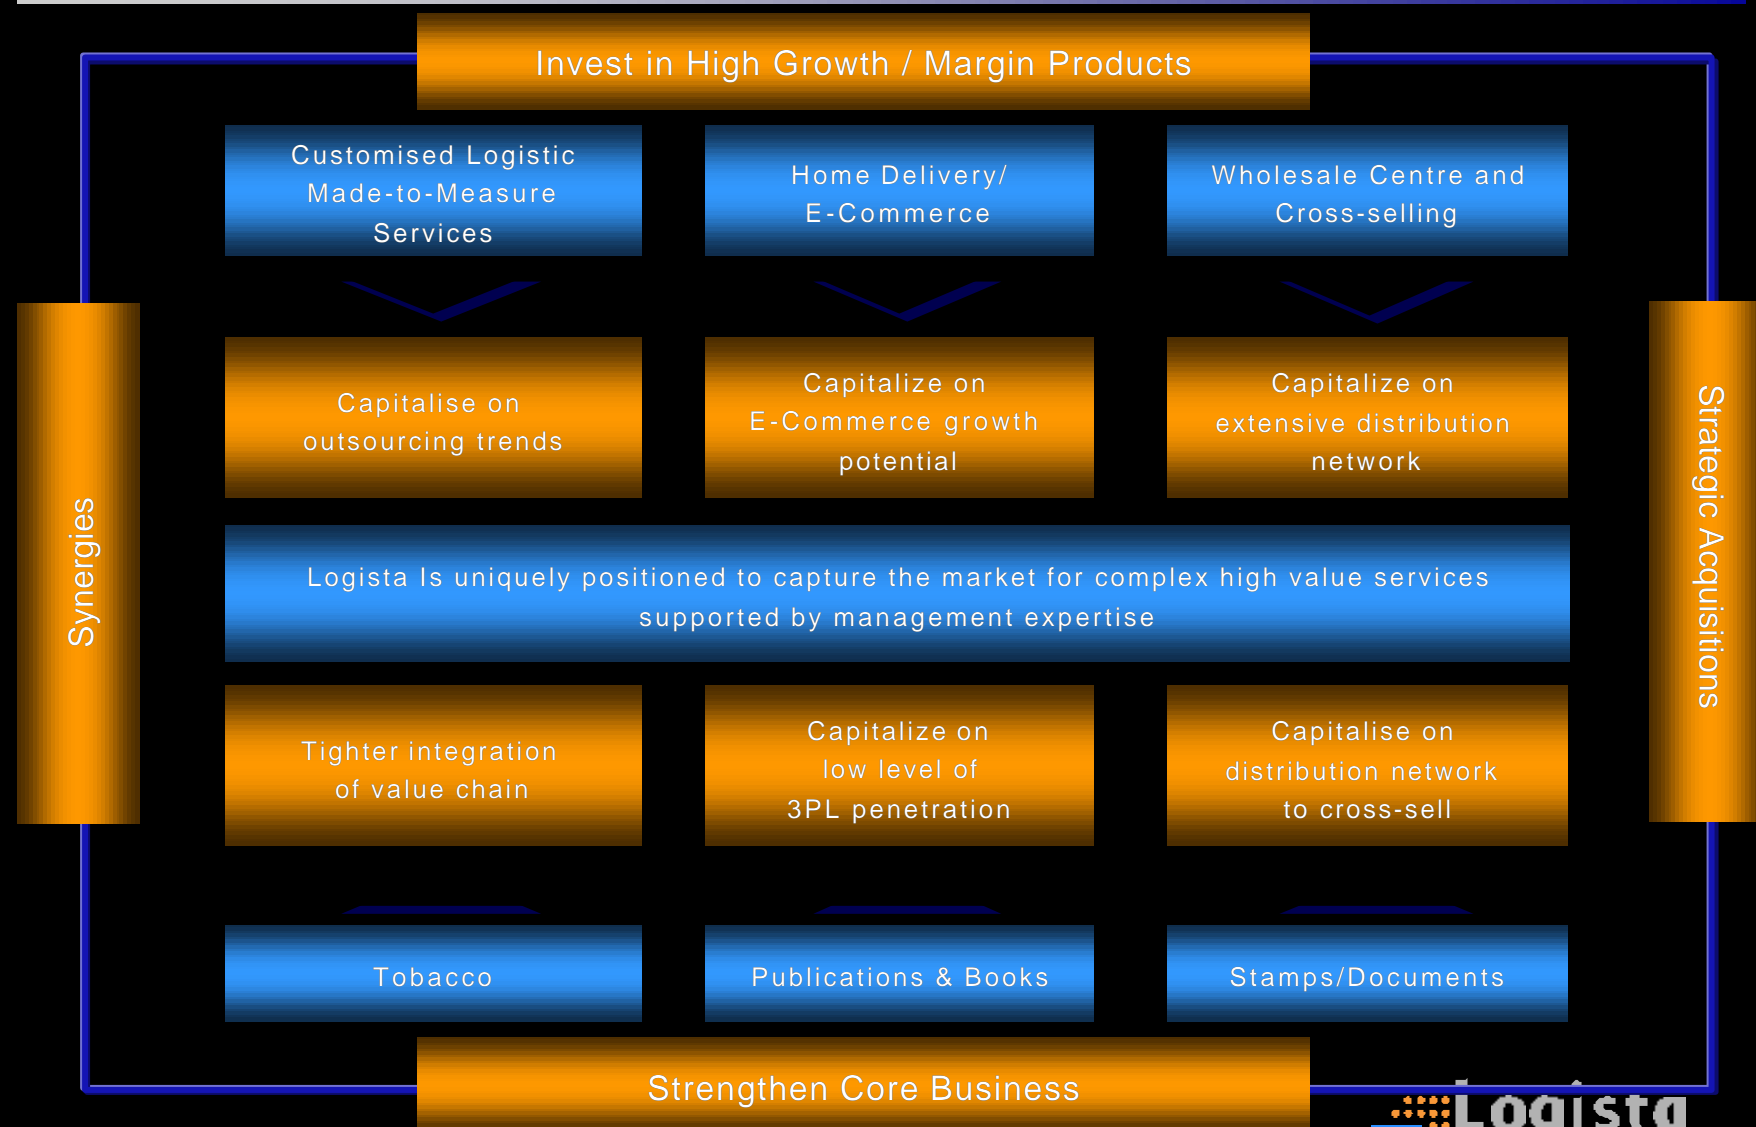 Invest in High Growth / Margin Products
Customised Logistic
Made-to-Measure
Services
Home Delivery/
E-Commerce
Wholesale Centre and
Cross-selling
Capitalise on
outsourcing trends
Capitalize on
E-Commerce growth
potential
Capitalize on
extensive distribution
network
Synergies
Strategic Acquisitions
Logista Is uniquely positioned to capture the market for complex high value services
supported by management expertise
Tighter integration
of value chain
Capitalize on
low level of
3PL penetration
Capitalise on
distribution network
to cross-sell
Tobacco
Publications & Books
Stamps/Documents
Strengthen Core Business
Logista